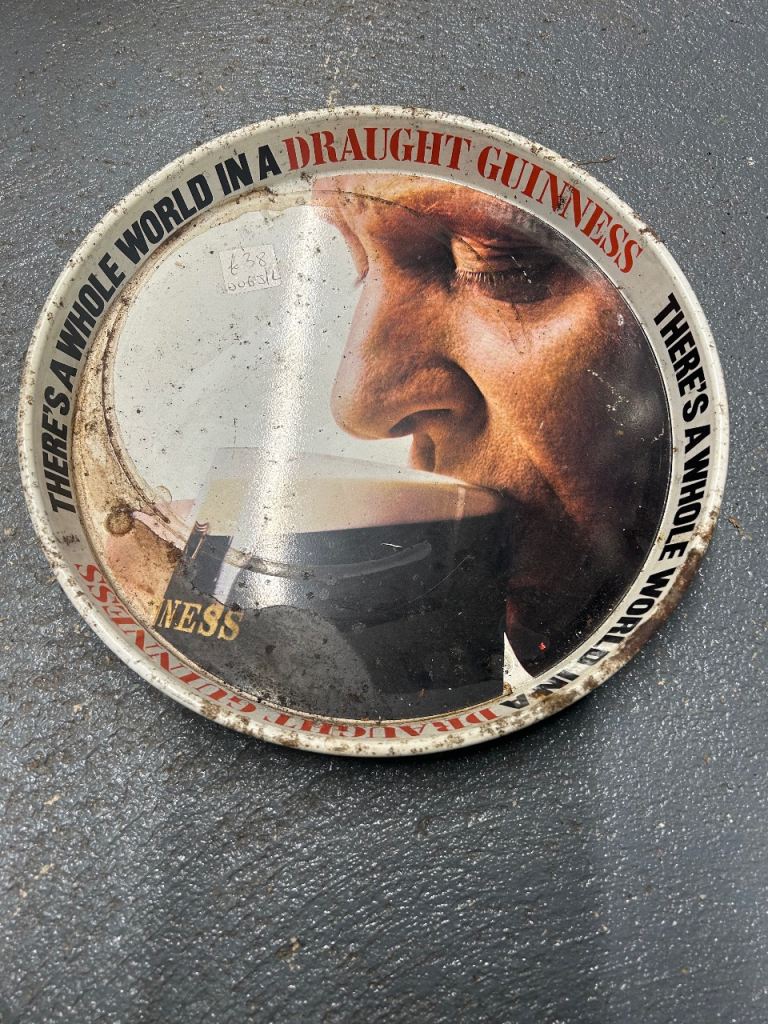 THERE'S A WHOLE WORLD IN A DRAUGHT GUINNESS
THERE'S A WHOLE WORLD IN A DRAUGHT GUINNESS
£38
NESS